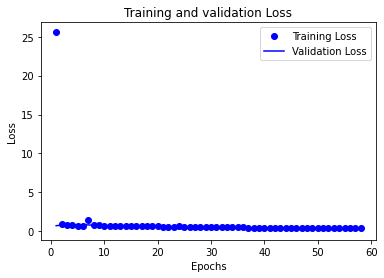 Training and validation Loss
Training Loss
Validation Loss
Loss
25
20
15
10
5
0
0 10 20 30 40 50 60
Epochs